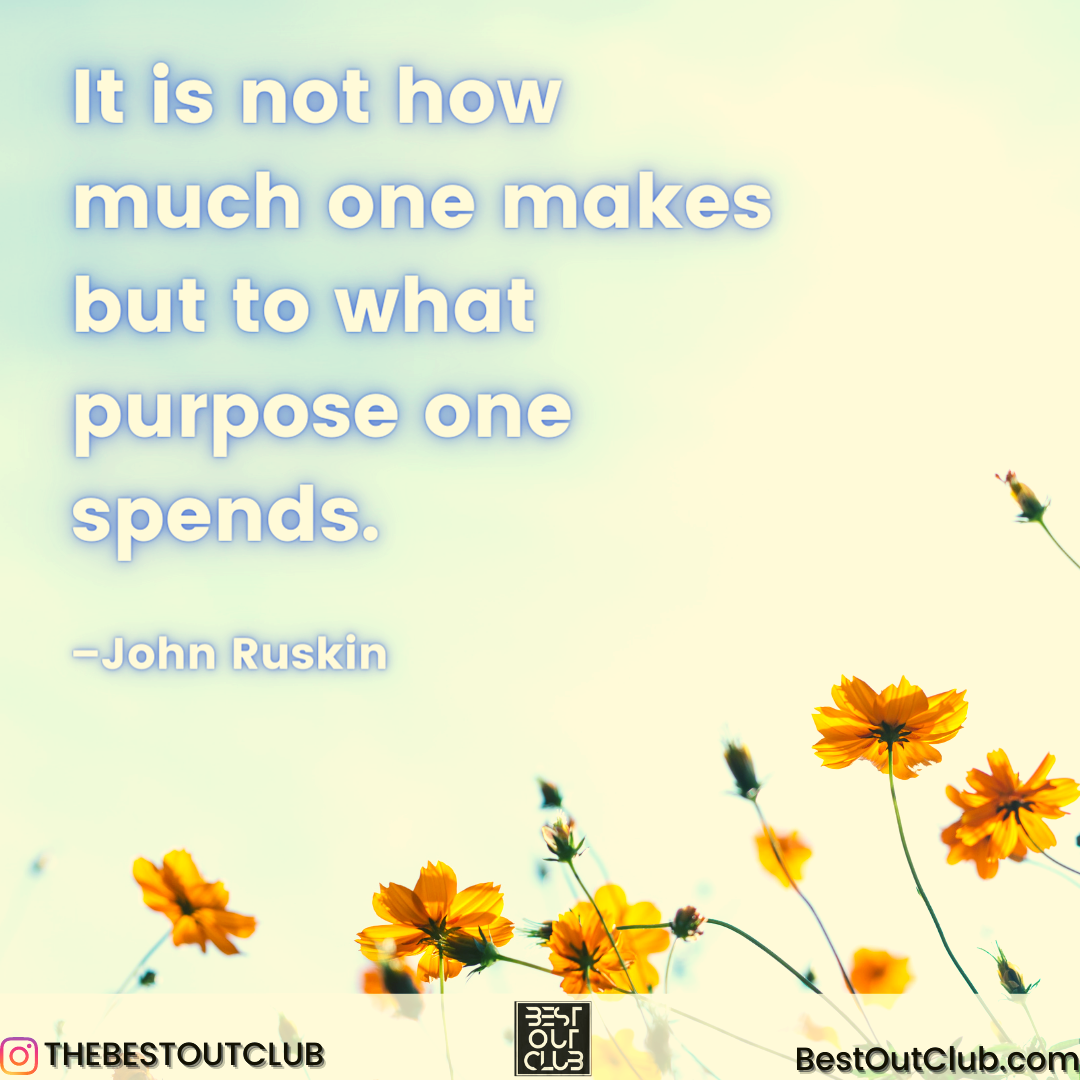 It is not how
much one makes
but to what
purpose one
spends.
–John Ruskin
BEST
OUT
CLUB
THEBESTOUTCLUB
BestOutClub.com